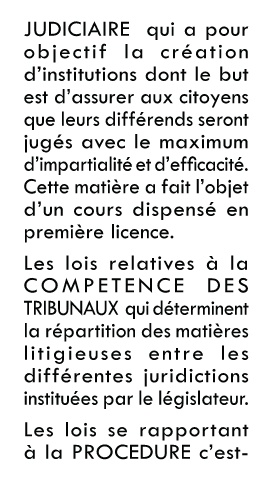 JUDICIAIRE qui a pour
objectif la création
d'institutions dont le but
est d'assurer aux citoyens
que leurs différends seront
jugés avec le maximum
d'impartialité et d'efficacité.
Cette matière a fait l'objet
d'un cours dispensé en
première licence.
Les lois relatives à la
COMPETENCE DES
TRIBUNAUX qui déterminent
la répartition des matières
litigieuses entre les
différentes juridictions
instituées par le législateur.
Les lois se rapportant
à la PROCEDURE c'est-